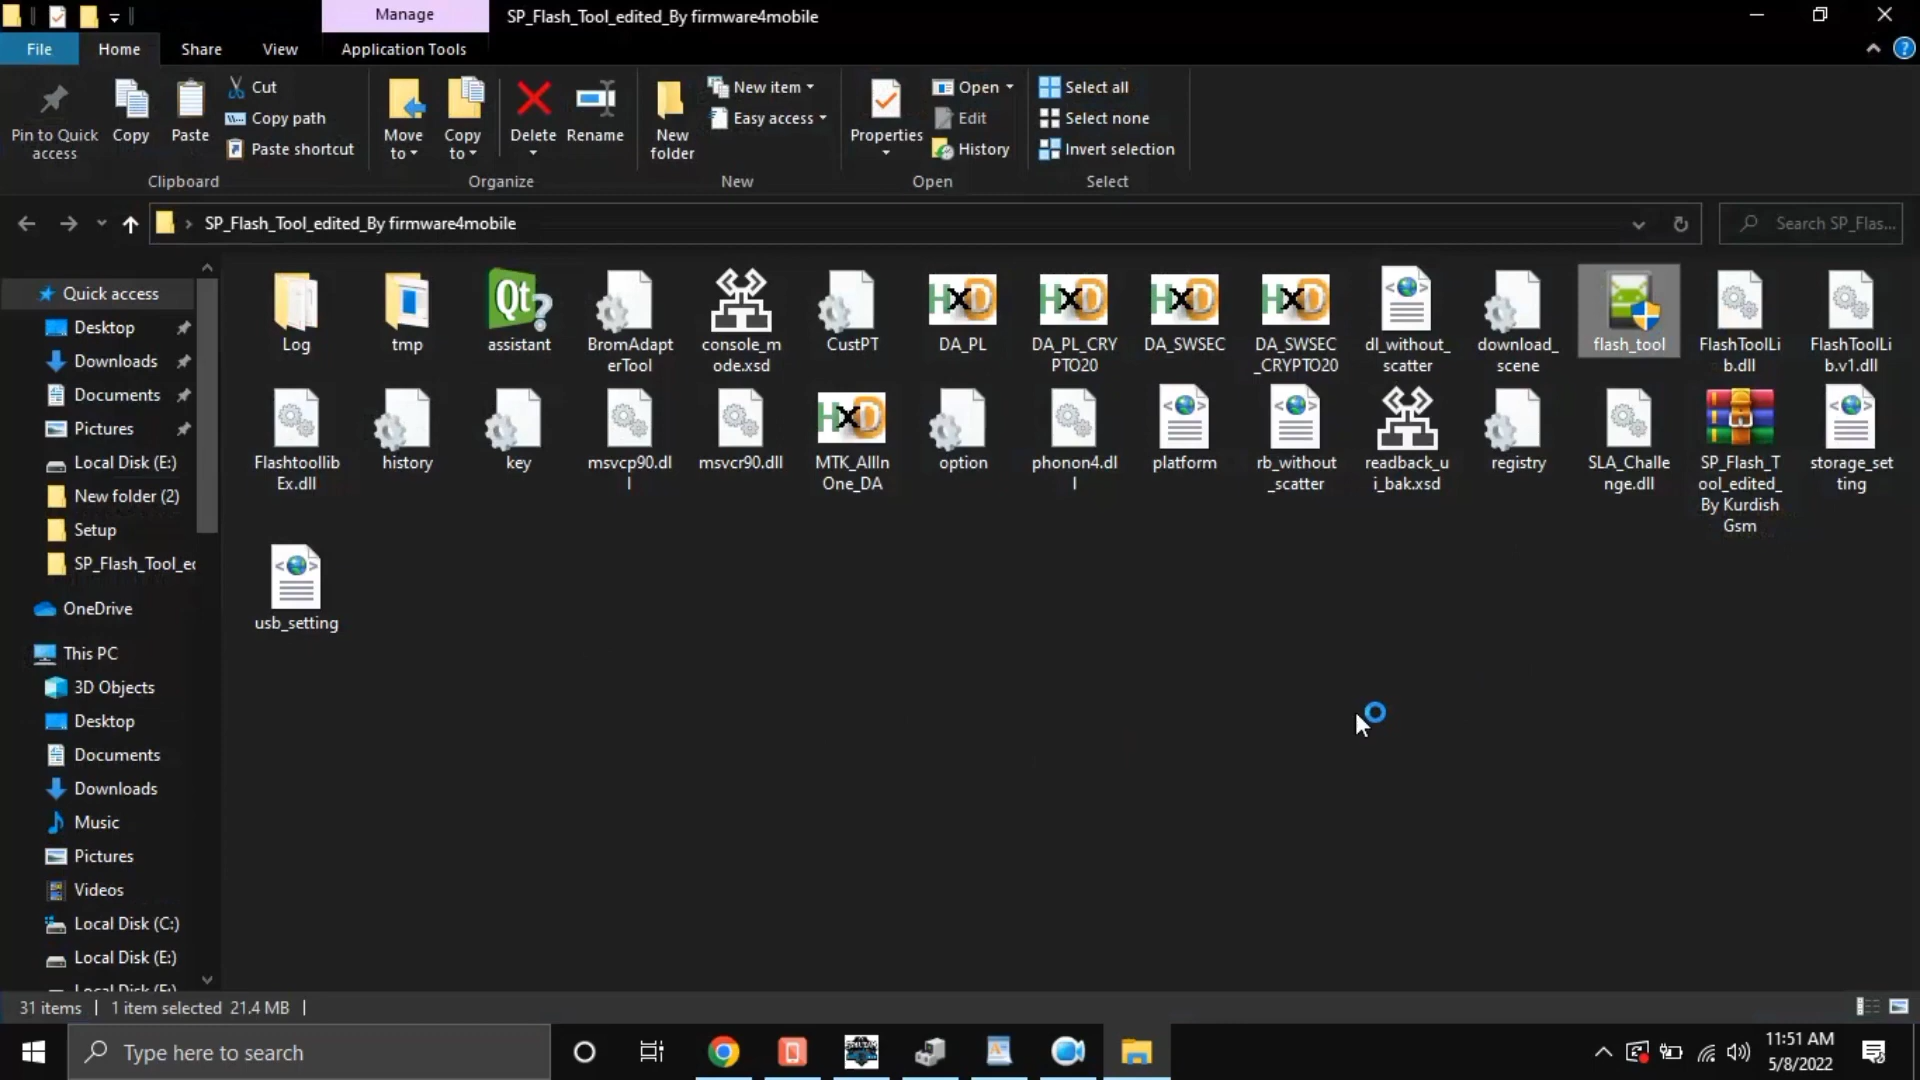 Manage
SP_Flash_Tool_edited_By firmware4mobile
File
Home
Share
View
Application Tools
Pin to Quick
access
Copy
Paste
Cut
Copy path
Paste shortcut
Clipboard
Move
to
Copy
to
Delete
Rename
Organize
New
folder
New item
Easy access
New
Properties
Open
Edit
History
Open
Select all
Select none
Invert selection
Select
SP_Flash_Tool_edited_By firmware4mobile
Search SP_Flas...
Quick access
Desktop
Downloads
Documents
Pictures
Local Disk (E:)
New folder (2)
Setup
SP_Flash_Tool_ec
OneDrive
This PC
3D Objects
Desktop
Documents
Downloads
Music
Pictures
Videos
Local Disk (C:)
Local Disk (E:)
Log
tmp
Qt
assistant
BromAdap
terTool
console_m
ode.xsd
CustPT
HxD
DA_PL
HxD
DA_PL_CRY
PTO20
HxD
DA_SWSEC
HxD
DA_SWSEC
_CRYPTO20
dl_without_
scatter
download_
scene
flash_tool
FlashToolLi
b.dll
FlashToolLi
b.v1.dll
Flashtoollib
Ex.dll
history
key
msvcp90.dl
l
msvcr90.dll
HxD
MTK_AllIn
One_DA
option
phonon4.dl
l
platform
rb_without
_scatter
readback_u
i_bak.xsd
registry
SLA_Challe
nge.dll
SP_Flash_T
ool_edited_
By Kurdish
Gsm
storage_set
ting
usb_setting
31 items
1 item selected 21.4 MB
Type here to search
11:51 AM
5/8/2022